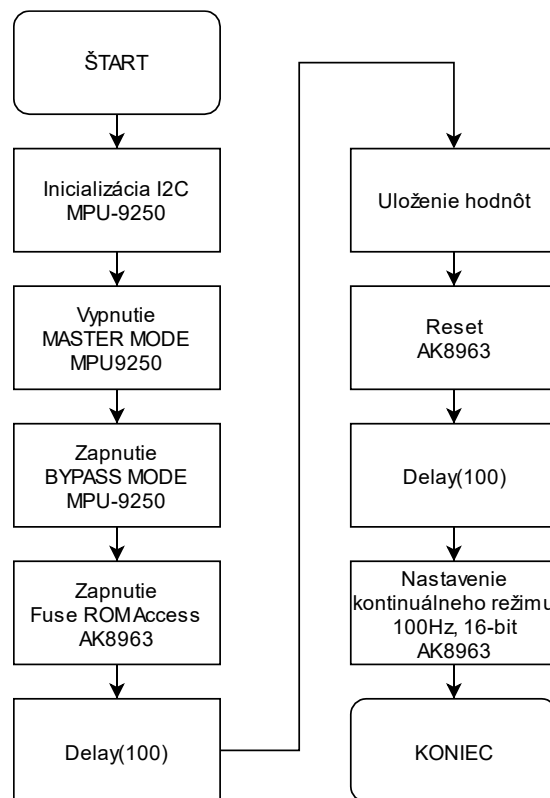 ŠTART
Inicializácia I2C
MPU-9250
Vypnutie
MASTER MODE
MPU9250
Zapnutie
BYPASS MODE
MPU-9250
Zapnutie
Fuse ROMAccess
AK8963
Delay(100)
Uloženie hodnôt
Reset
AK8963
Delay(100)
Nastavenie
kontinuálneho režimu
100Hz, 16-bit
AK8963
KONIEC